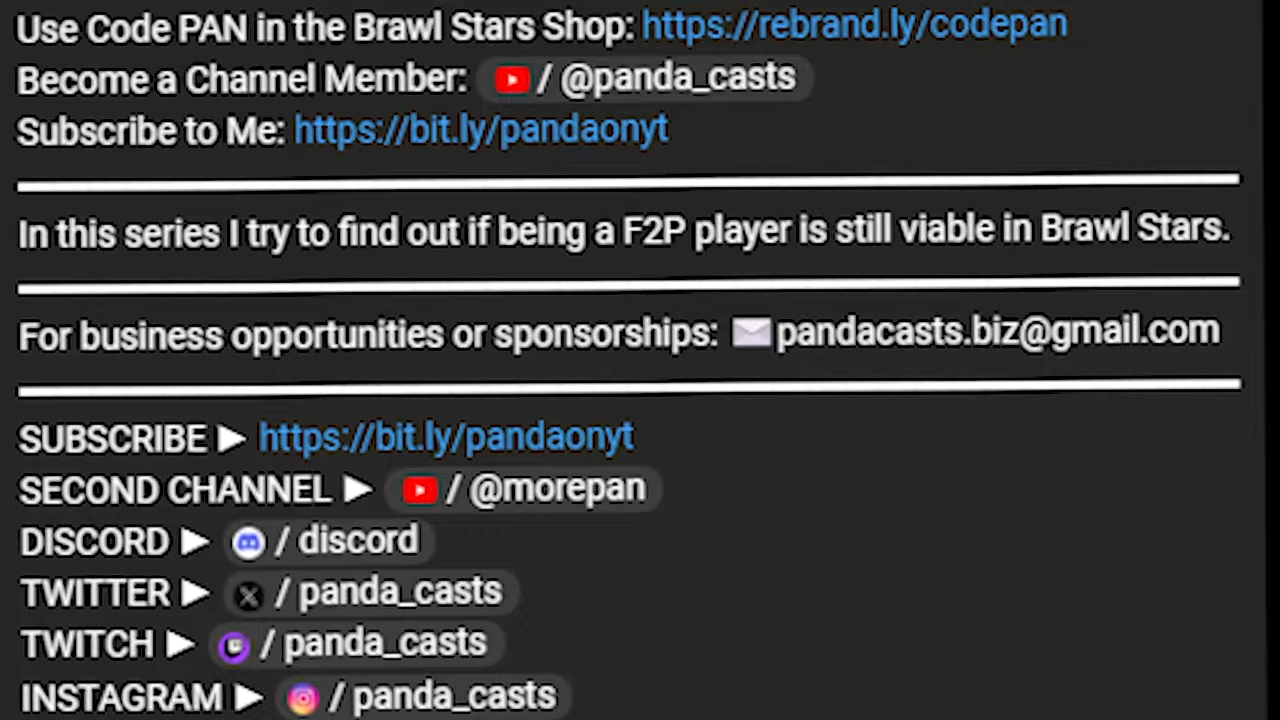 Use Code PAN in the Brawl Stars Shop: https://rebrand.ly/codepan
Become a Channel Member: / @panda_casts
Subscribe to Me: https://bit.ly/pandaonyt
In this series I try to find out if being a F2P player is still viable in Brawl Stars.
For business opportunities or sponsorships: ✉️pandacasts.biz@gmail.com
SUBSCRIBE ► https://bit.ly/pandaonyt
SECOND CHANNEL ► / @morepan
DISCORD ► / discord
TWITTER ► / panda_casts
TWITCH ► / panda_casts
INSTAGRAM ► / panda_casts